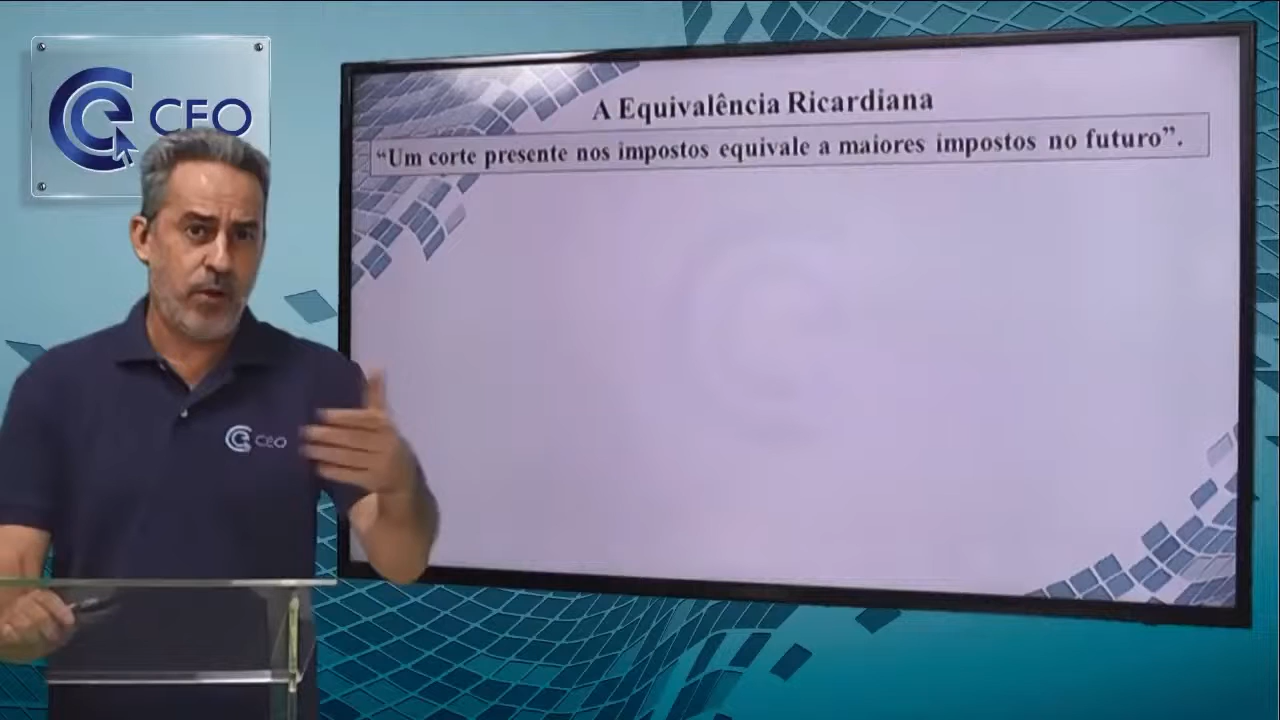 CEO
A Equivalência Ricardiana
“Um corte presente nos impostos equivale a maiores impostos no futuro”.
CEO